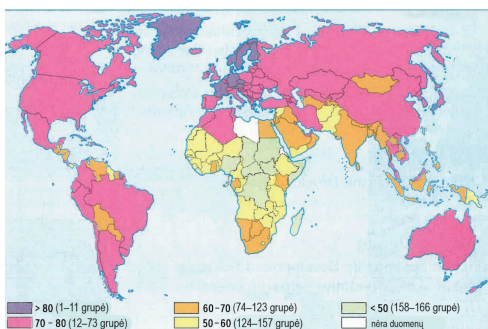 > 80 (1–11 grupė)
70 – 80 (12–73 grupė)
60–70 (74–123 grupė)
50–60 (124–157 grupė)
< 50 (158–166 grupė)
nėra duomenų